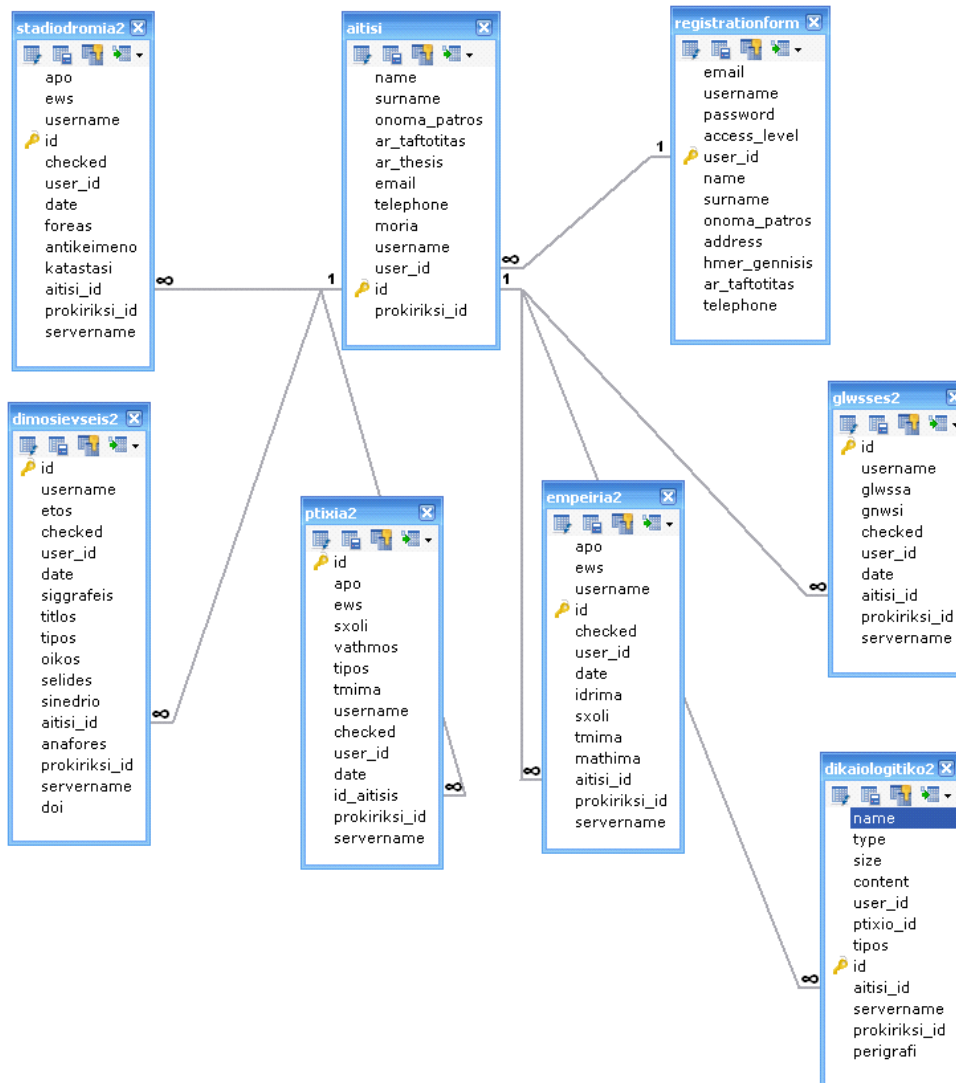 stadiodromia2
apo
ews
username
id
checked
user_id
date
foreas
antikeimeno
katastasi
aitisi_id
prokiriksi_id
servername
aitisi
name
surname
onoma_patros
ar_taftotitas
ar_thesis
email
telephone
moria
username
user_id
id
prokiriksi_id
registrationform
email
username
password
access_level
user_id
name
surname
onoma_patros
address
hmer_gennisis
ar_taftotitas
telephone
∞
1
∞
1
1
dimosievseis2
id
username
etos
checked
user_id
date
siggrafeis
titlos
tipos
oikos
selides
sinedrio
aitisi_id
anafores
prokiriksi_id
servername
doi
∞
ptixia2
id
apo
ews
sxoli
vathmos
tipos
tmima
username
checked
user_id
date
id_aitisis
prokiriksi_id
servername
∞
empeiria2
apo
ews
username
id
checked
user_id
date
idrima
sxoli
tmima
mathima
aitisi_id
prokiriksi_id
servername
∞
glwsses2
id
username
glwssa
gnwsi
checked
user_id
date
aitisi_id
prokiriksi_id
servername
∞
dikaiologitiko2
name
type
size
content
user_id
ptixio_id
tipos
id
aitisi_id
servername
prokiriksi_id
perigrafi
∞